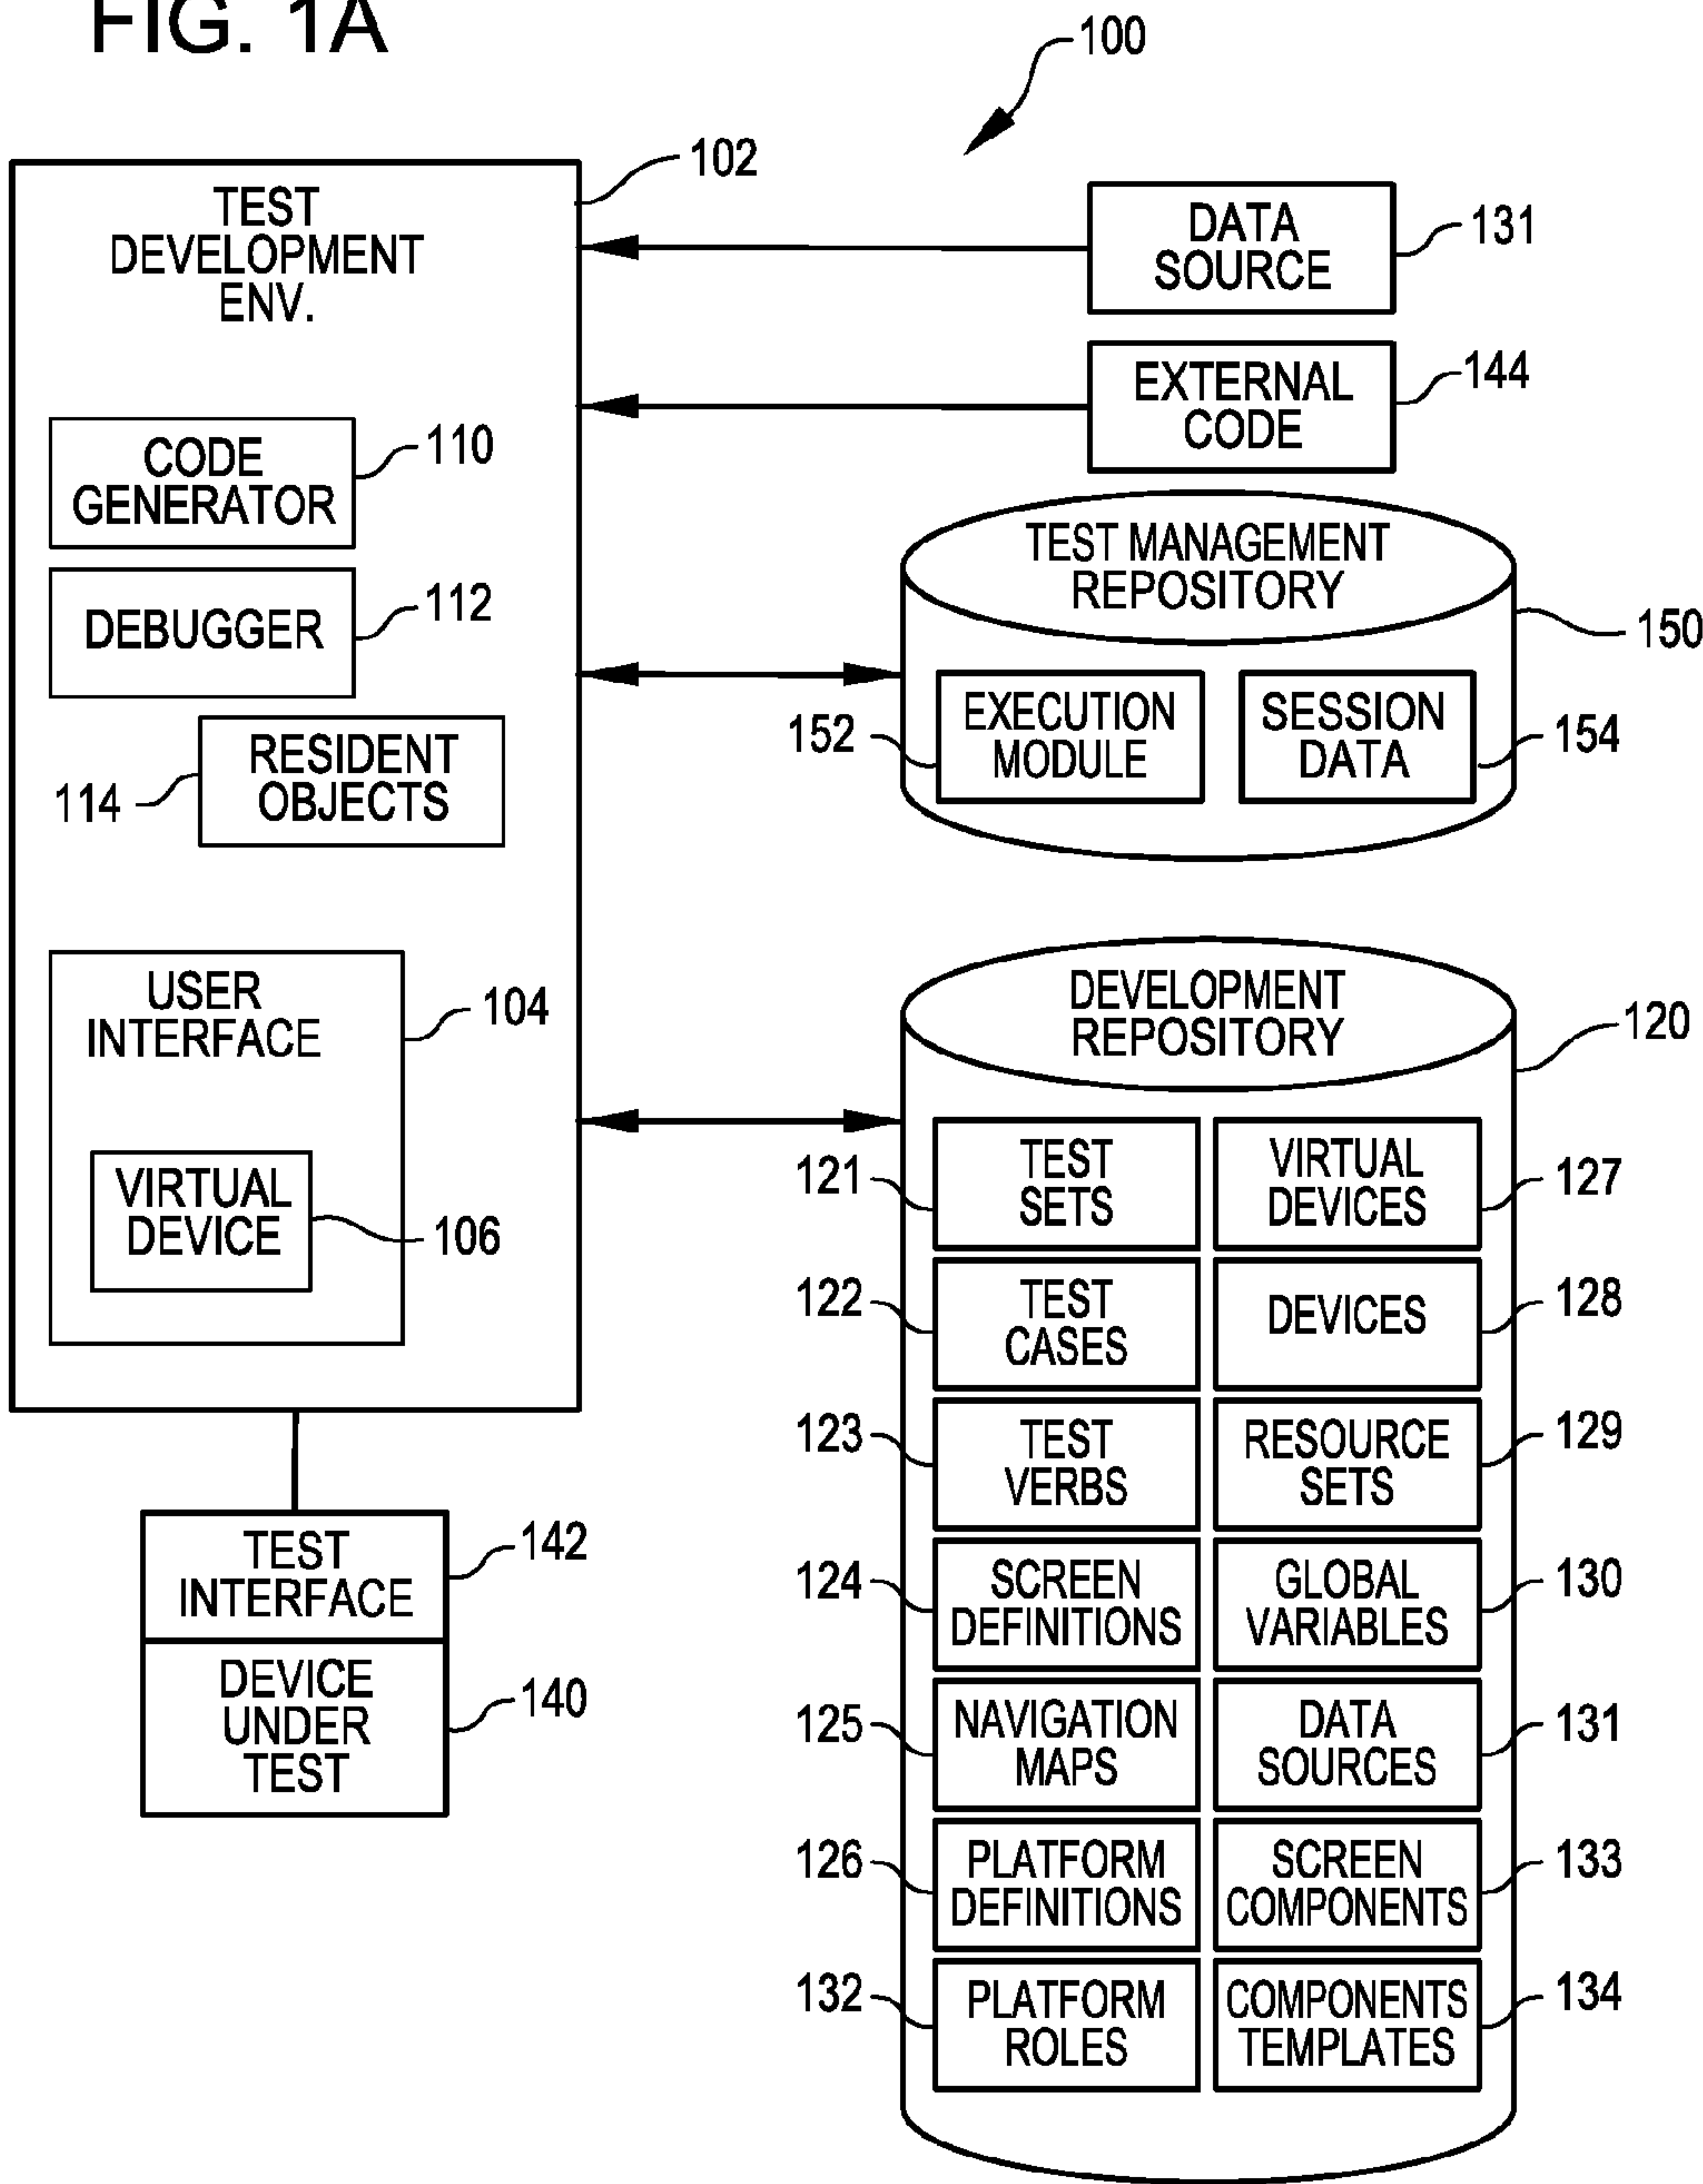 FIG. 1A
100
102
TEST
DEVELOPMENT
ENV.
DATA
SOURCE
131
EXTERNAL
CODE
144
CODE
GENERATOR
110
DEBUGGER
112
RESIDENT
OBJECTS
114
TEST MANAGEMENT
REPOSITORY
150
152
EXECUTION
MODULE
SESSION
DATA
154
USER
INTERFACE
104
VIRTUAL
DEVICE
106
DEVELOPMENT
REPOSITORY
120
121
TEST
SETS
VIRTUAL
DEVICES
127
122
TEST
CASES
DEVICES
128
123
TEST
VERBS
RESOURCE
SETS
129
124
SCREEN
DEFINITIONS
GLOBAL
VARIABLES
130
125
NAVIGATION
MAPS
DATA
SOURCES
131
126
PLATFORM
DEFINITIONS
SCREEN
COMPONENTS
133
132
PLATFORM
ROLES
COMPONENTS
TEMPLATES
134
TEST
INTERFACE
142
DEVICE
UNDER
TEST
140